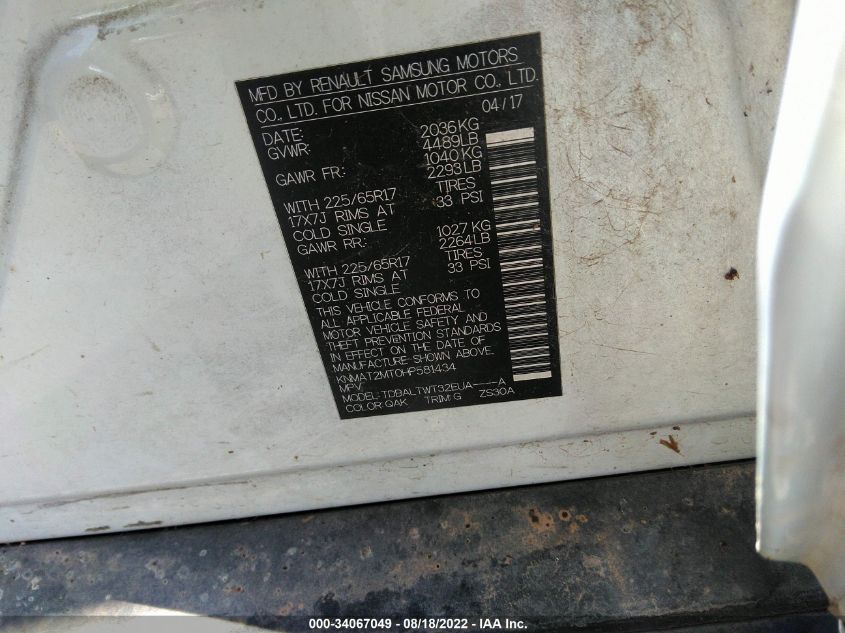 MFD BY RENAULT SAMSUNG MOTORS
CO., LTD. FOR NISSAN MOTOR CO., LTD.
DATE: 04/17
GVWR: 2036KG
4489LB
GAWR FR: 1040KG
2293LB
WITH 225/65R17 TIRES
17X7J RIMS AT 33 PSI
COLD SINGLE
GAWR RR: 1027KG
2264LB
WITH 225/65R17 TIRES
17X7J RIMS AT 33 PSI
COLD SINGLE
THIS VEHICLE CONFORMS TO
ALL APPLICABLE FEDERAL
MOTOR VEHICLE SAFETY AND
THEFT PREVENTION STANDARDS
IN EFFECT ON THE DATE OF
MANUFACTURE SHOWN ABOVE.
KNMAT2MT0HP581434
MPV
MODEL: TDBALTWT32EUA----A
COLOR: QAK TRIM: G ZS30A
000-34067049 - 08/18/2022 - IAA Inc.